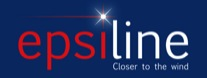 epsiline
Closer to the wind